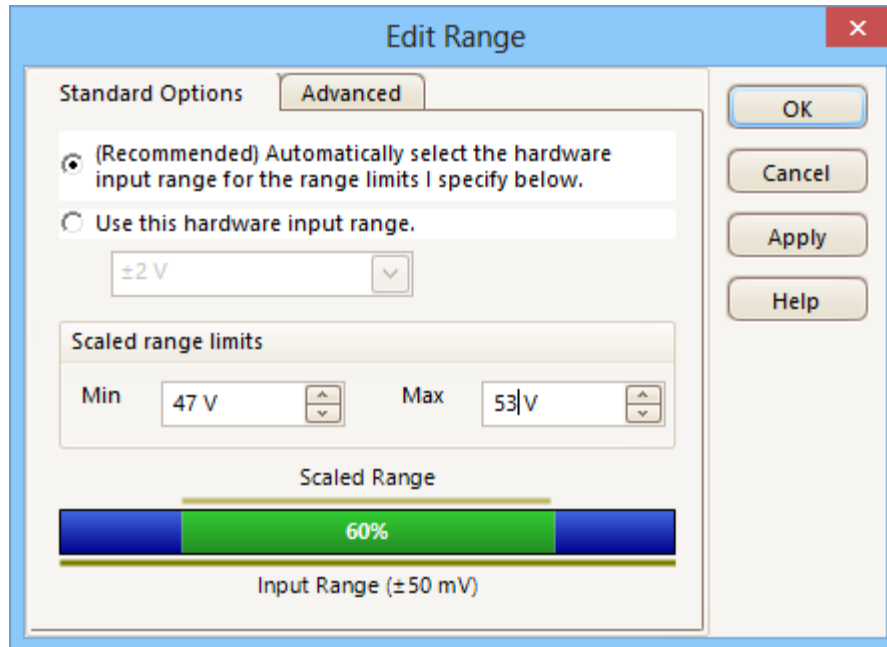 Edit Range
Standard Options
Advanced
(Recommended) Automatically select the hardware
input range for the range limits I specify below.
Use this hardware input range.
±2 V
Scaled range limits
Min
47 V
Max
53 V
Scaled Range
60%
Input Range (±50 mV)
OK
Cancel
Apply
Help